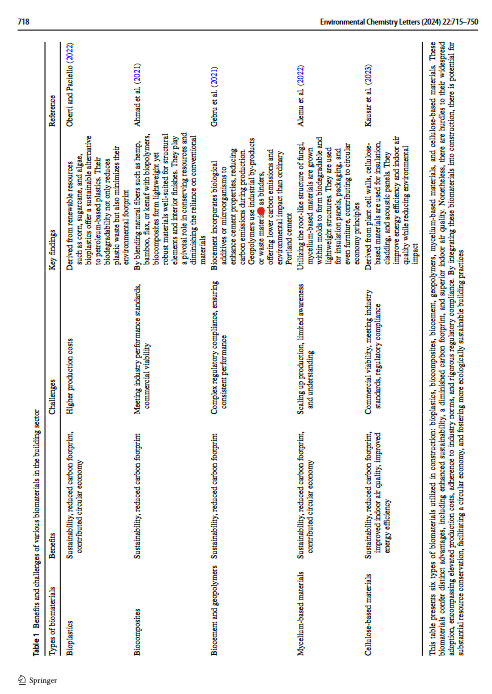 718
Environmental Chemistry Letters (2024) 22:715–750
Table 1 Benefits and challenges of various biomaterials in the building sector
Types of biomaterials
Benefits
Challenges
Key findings
Reference
Bioplastics
Sustainability, reduced carbon footprint,
contributed circular economy
Higher production costs
Derived from renewable resources
such as corn, sugarcane, and algae,
bioplastics offer a sustainable alternative
to petroleum-based plastics. Their
biodegradability not only reduces
plastic waste but also minimizes their
environmental footprint
Oberti and Paciello (2022)
Biocomposites
Sustainability, reduced carbon footprint
Meeting industry performance standards,
commercial viability
By blending natural fibers such as hemp,
bamboo, flax, or kenaf with biopolymers,
biocomposites create lightweight yet
robust materials well-suited for structural
elements and interior finishes. They play
a pivotal role in conserving resources and
diminishing the reliance on conventional
materials
Ahmad et al. (2021)
Biocement and geopolymers
Sustainability, reduced carbon footprint
Complex regulatory compliance, ensuring
consistent performance
Biocement incorporates biological
additives or microorganisms to
enhance cement properties, reducing
carbon emissions during production.
Geopolymers use industrial by-products
or waste materials as binders,
offering lower carbon emissions and
environmental impact than ordinary
Portland cement
Gebru et al. (2021)
Mycelium-based materials
Sustainability, reduced carbon footprint,
contributed circular economy
Scaling up production, limited awareness
and understanding
Utilizing the root-like structure of fungi,
mycelium-based materials are grown
within molds to form biodegradable and
lightweight structures. They are used
for insulation panels, packaging, and
even furniture, contributing to circular
economy principles
Alemu et al. (2022)
Cellulose-based materials
Sustainability, reduced carbon footprint,
improved indoor air quality, improved
energy efficiency
Commercial viability, meeting industry
standards, regulatory compliance
Derived from plant cell walls, cellulose-
based materials are used for insulation,
cladding, and acoustic panels. They
improve energy efficiency and indoor air
quality while reducing environmental
impact
Kausar et al. (2023)
This table presents six types of biomaterials utilized in construction: bioplastics, biocomposites, biocement, geopolymers, mycelium-based materials, and cellulose-based materials. These
biomaterials confer distinct advantages, including enhanced sustainability, a diminished carbon footprint, and superior indoor air quality. Nonetheless, there are hurdles to their widespread
adoption, encompassing elevated production costs, adherence to industry norms, and rigorous regulatory compliance. By integrating these biomaterials into construction, there is potential for
substantial resource conservation, facilitating a circular economy, and fostering more ecologically sustainable building practices
Springer